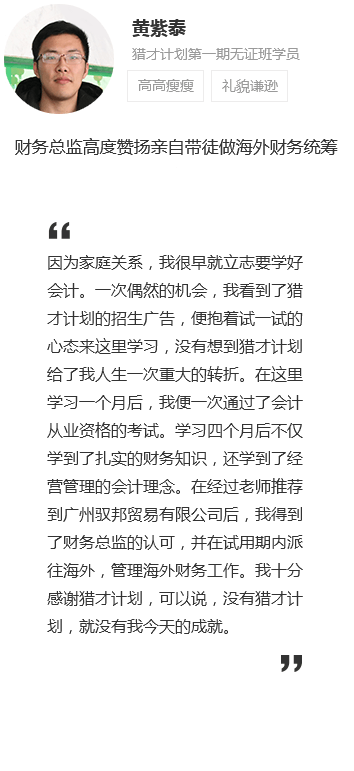 黄紫泰
猎才计划第一期无证班学员
高高瘦瘦
礼貌谦逊
财务总监高度赞扬亲自带徒做海外财务统筹
“
因为家庭关系，我很早就立志要学好
会计。一次偶然的机会，我看到了猎
才计划的招生广告，便抱着试一试的
心态来这里学习，没有想到猎才计划
给了我人生一次重大的转折。在这里
学习一个月后，我便一次通过了会计
从业资格的考试。学习四个月后不仅
学到了扎实的财务知识，还学到了经
营管理的会计理念。在经过老师推荐
到广州驭邦贸易有限公司后，我得到
了财务总监的认可，并在试用期内派
往海外，管理海外财务工作。我十分
感谢猎才计划，可以说，没有猎才计
划，就没有我今天的成就。
”